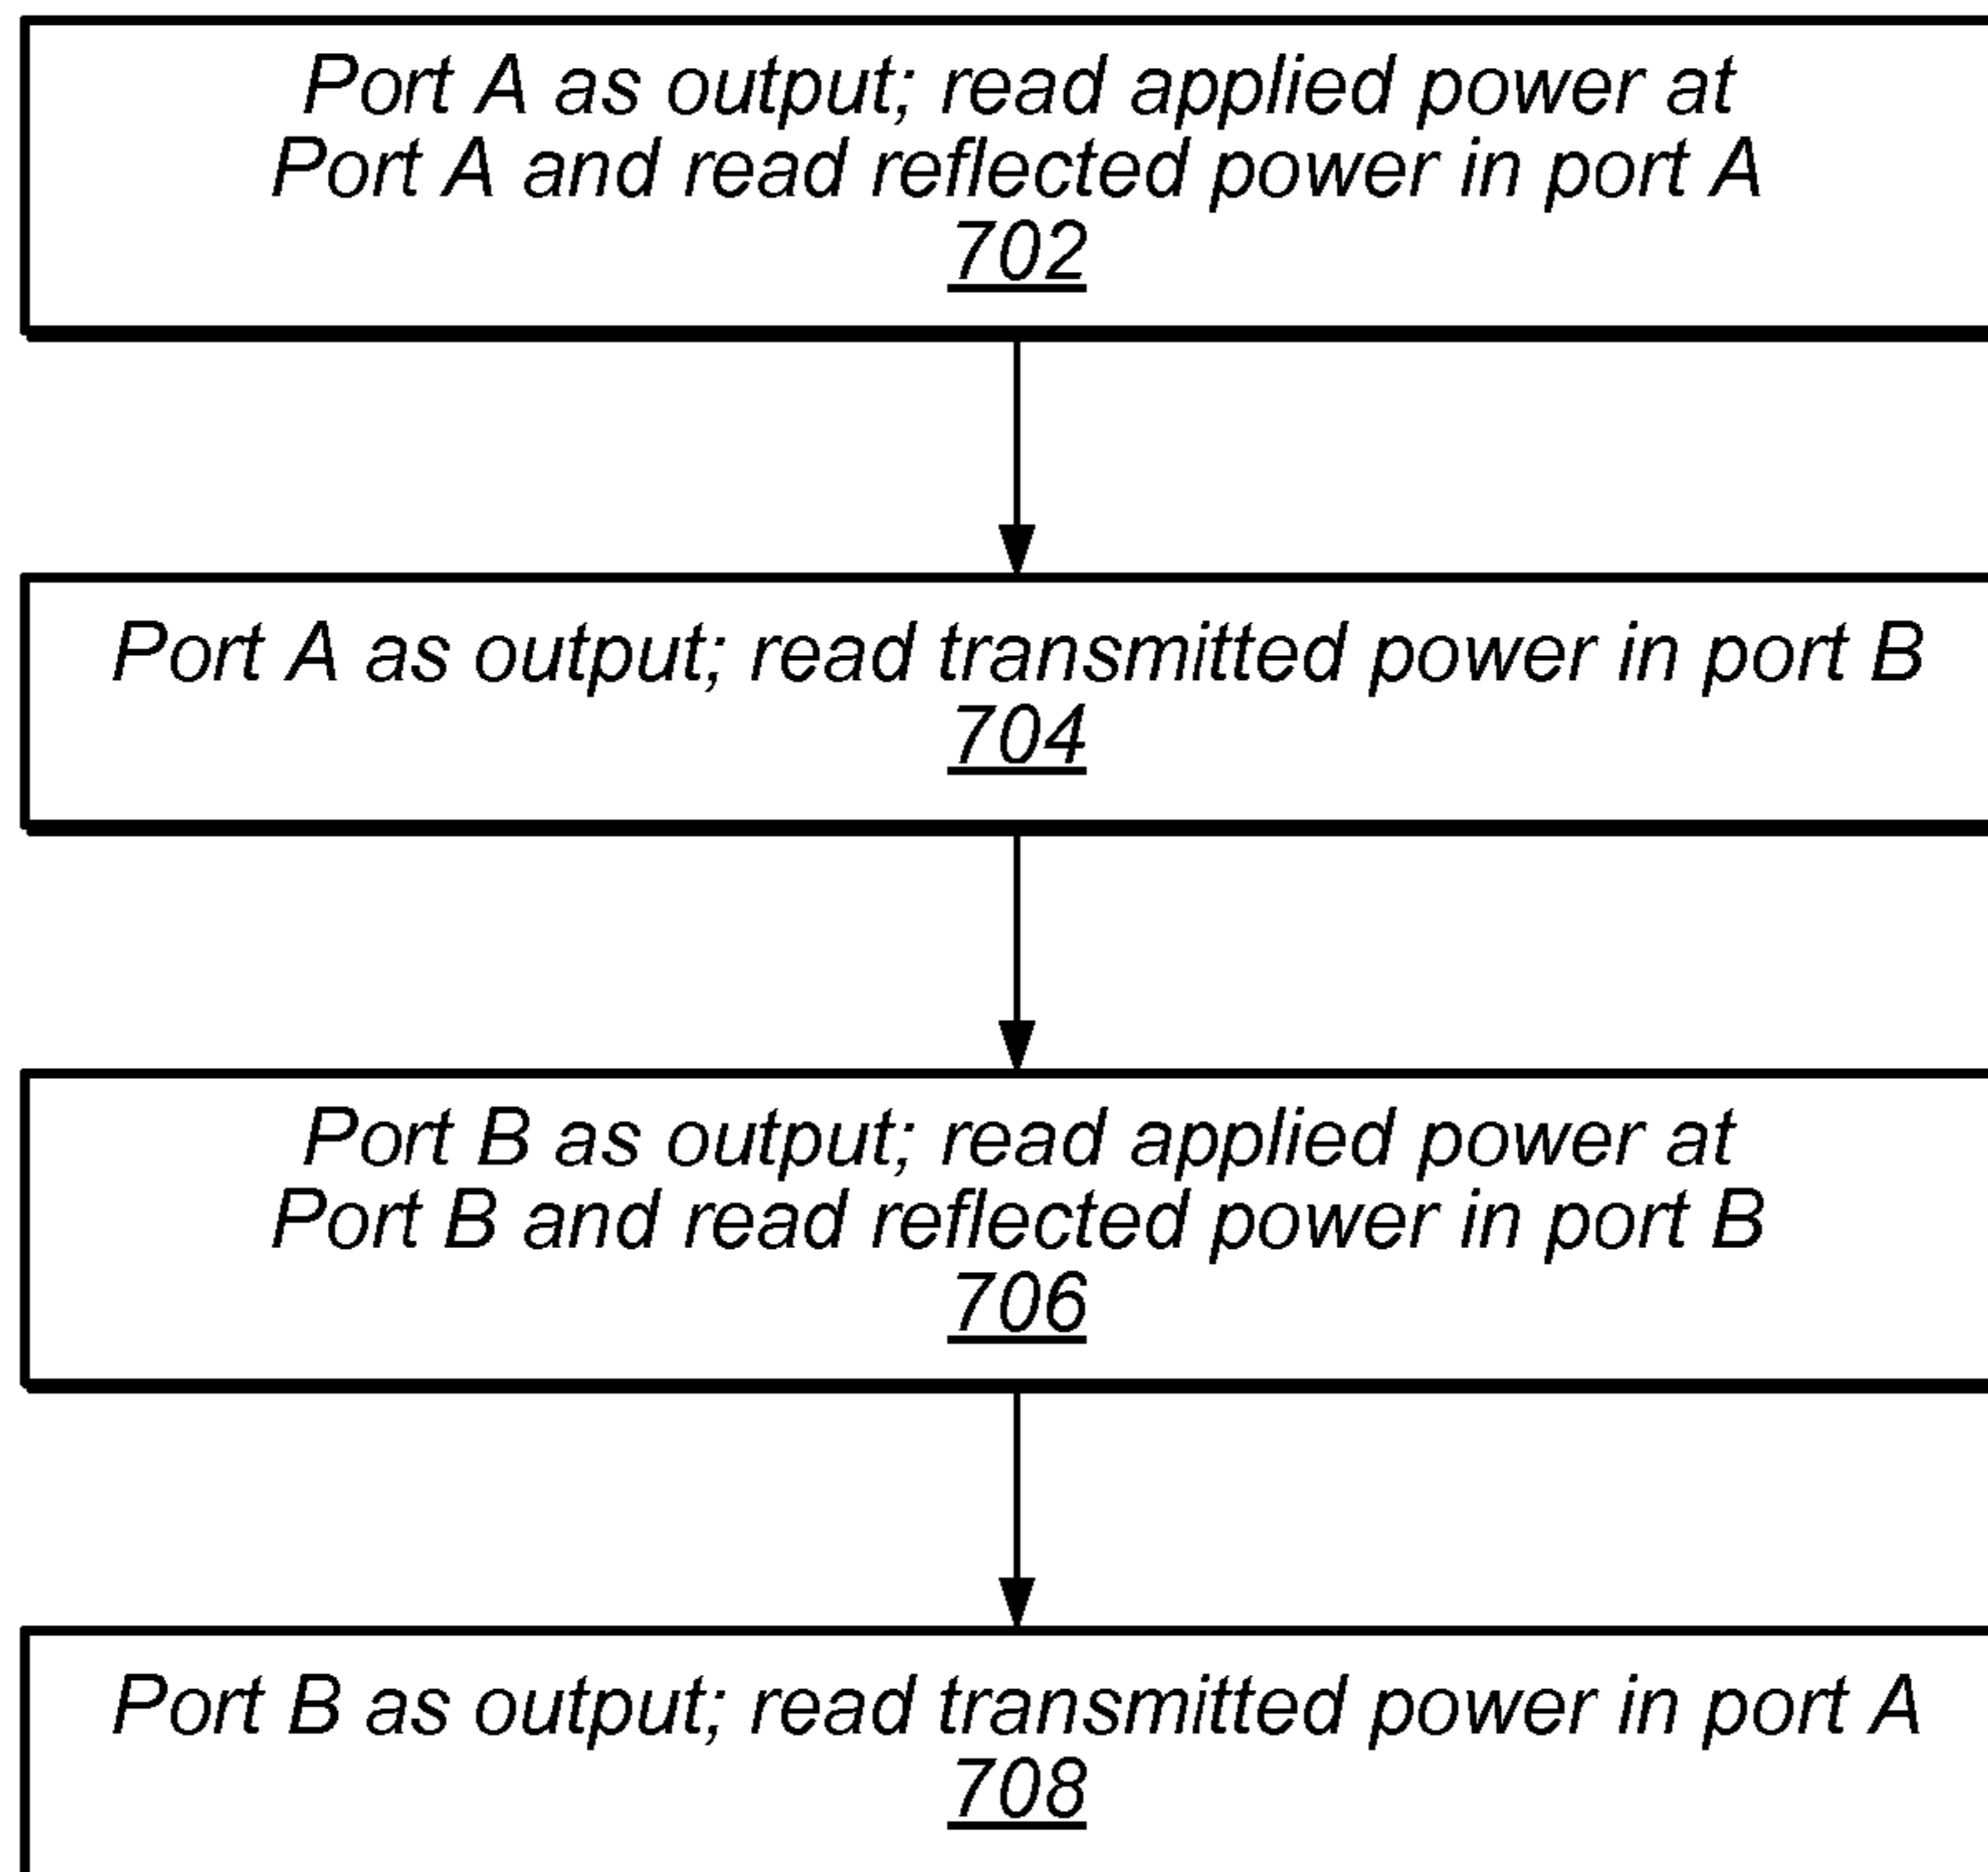 Port A as output; read applied power at
Port A and read reflected power in port A
702
Port A as output; read transmitted power in port B
704
Port B as output; read applied power at
Port B and read reflected power in port B
706
Port B as output; read transmitted power in port A
708